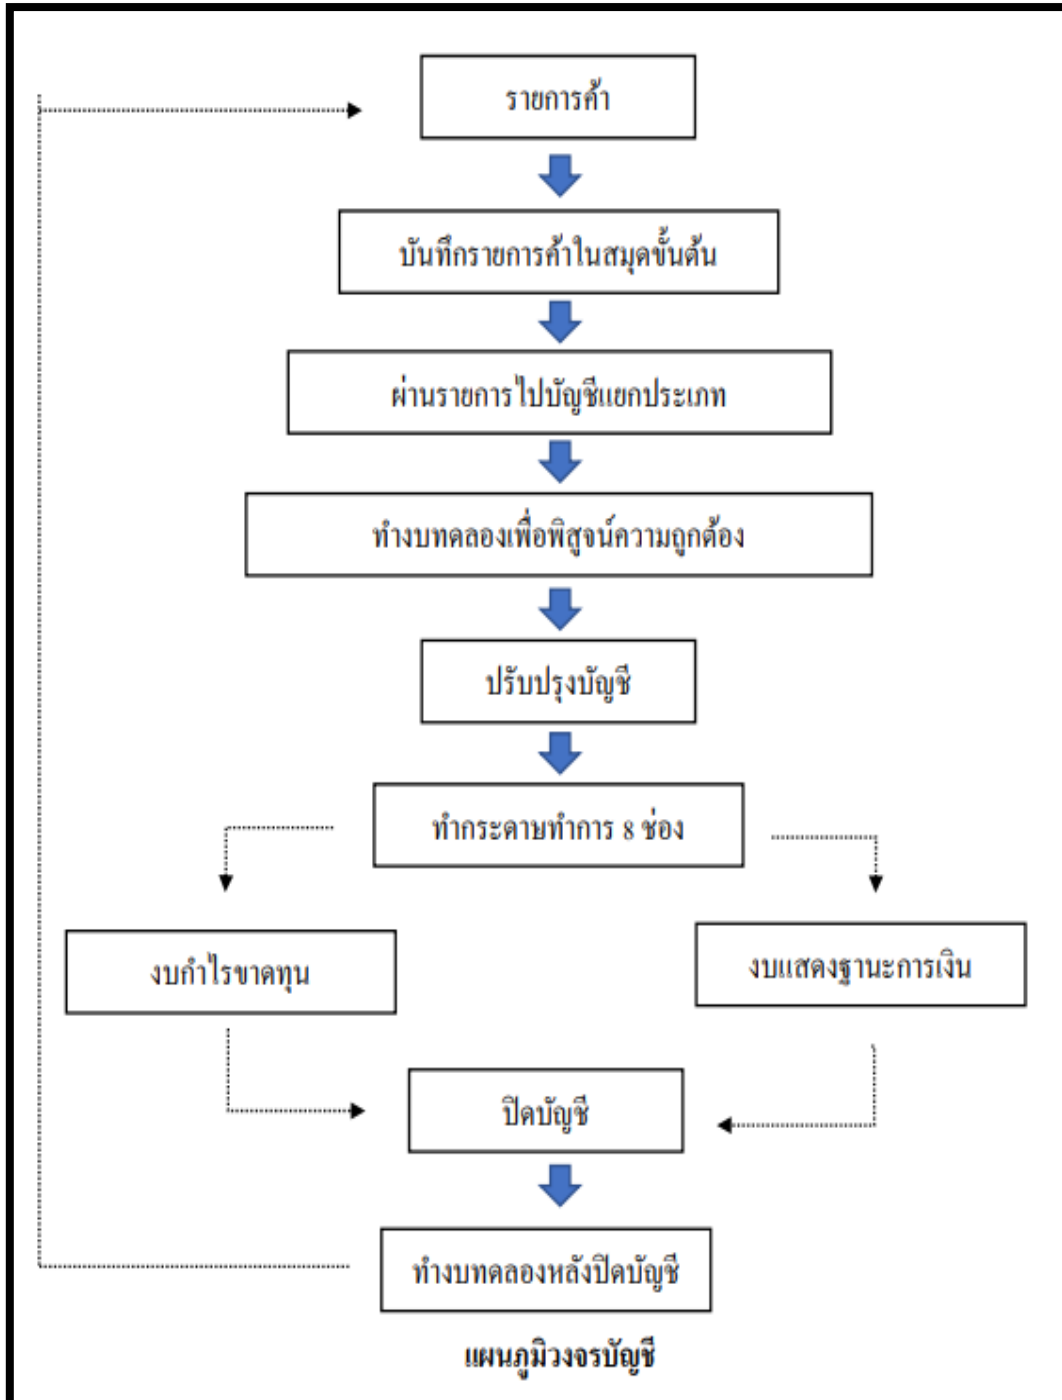 รายการค้า
บันทึกรายการค้าในสมุดขั้นต้น
ผ่านรายการไปบัญชีแยกประเภท
ทำงบทดลองเพื่อพิสูจน์ความถูกต้อง
ปรับปรุงบัญชี
ทำกระดาษทำการ 8 ช่อง
งบกำไรขาดทุน
งบแสดงฐานะการเงิน
ปิดบัญชี
ทำงบทดลองหลังปิดบัญชี
แผนภูมิวงจรบัญชี